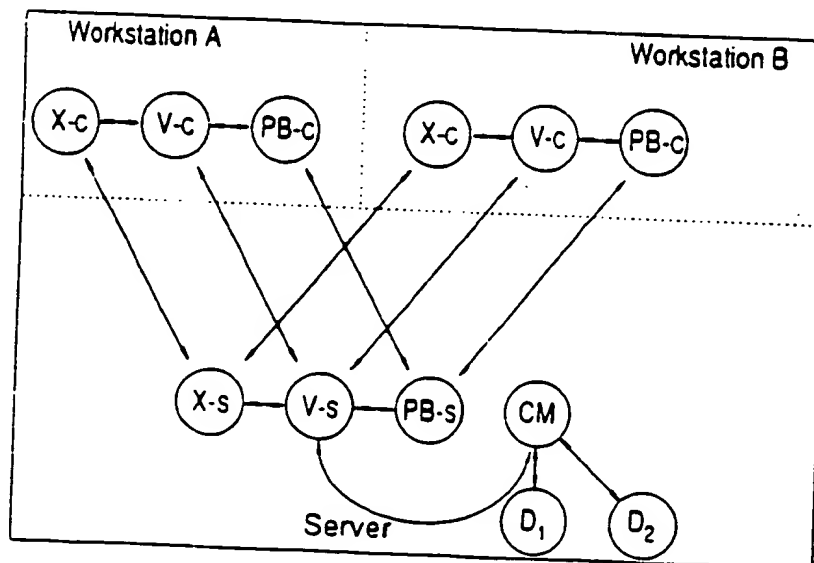 Workstation A
Workstation B
X-c
V-c
PB-c
X-c
V-c
PB-c
X-s
V-s
PB-s
CM
Server
D1
D2